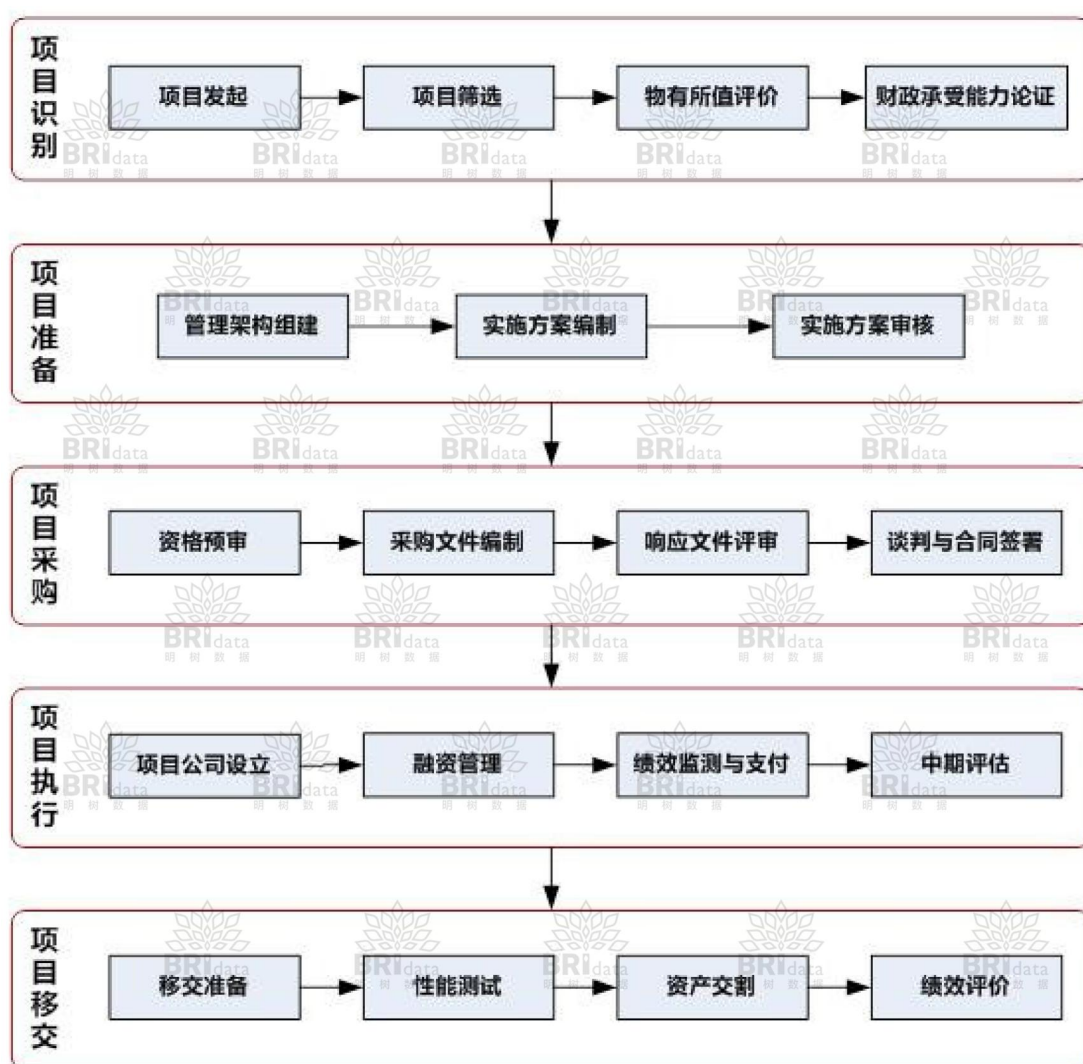 项目识别
项目发起
项目筛选
物有所值评价
财政承受能力论证
项目准备
管理架构组建
实施方案编制
实施方案审核
项目采购
资格预审
采购文件编制
响应文件评审
谈判与合同签署
项目执行
项目公司设立
融资管理
绩效监测与支付
中期评估
项目移交
移交准备
性能测试
资产交割
绩效评价
BRIdata
明树数据